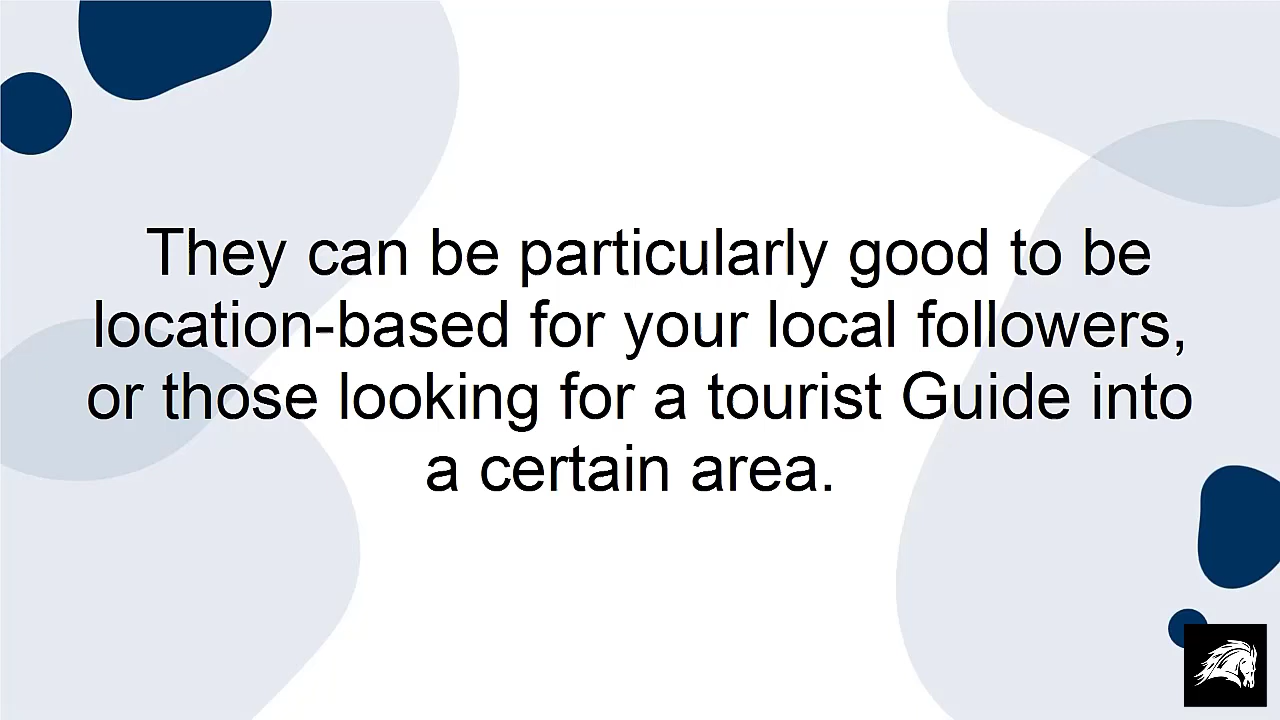 They can be particularly good to be
location-based for your local followers,
or those looking for a tourist Guide into
a certain area.